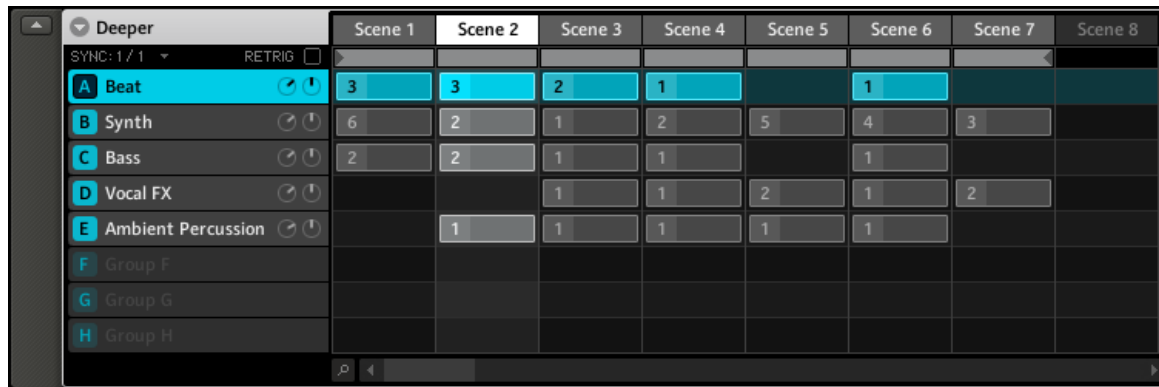 Deeper Scene 1 Scene 2 Scene 3 Scene 4 Scene 5 Scene 6 Scene 7 Scene 8
SYNC: 1 / 1 RETRIG
A Beat 3 3 2 1 1
B Synth 6 2 1 2 5 4 3
C Bass 2 2 1 1 1
D Vocal FX 1 1 2 1 2
E Ambient Percussion 1 1 1 1 1
F Group F
G Group G
H Group H